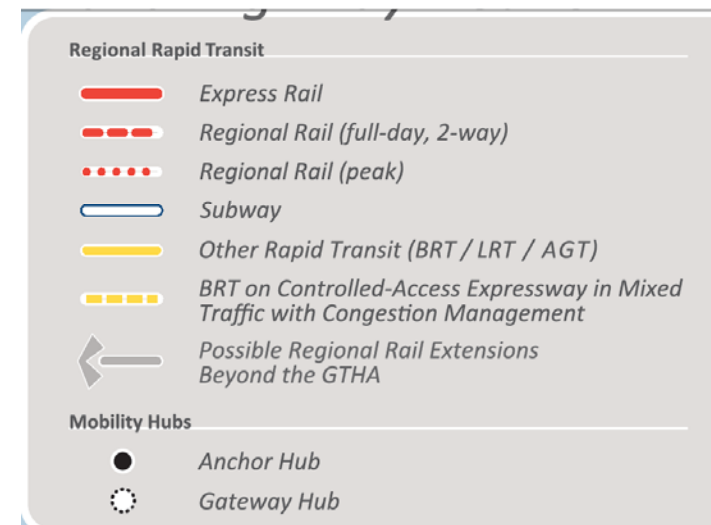 Regional Rapid Transit
Express Rail
Regional Rail (full-day, 2-way)
Regional Rail (peak)
Subway
Other Rapid Transit (BRT / LRT / AGT)
BRT on Controlled-Access Expressway in Mixed
Traffic with Congestion Management
Possible Regional Rail Extensions
Beyond the GTHA
Mobility Hubs
Anchor Hub
Gateway Hub